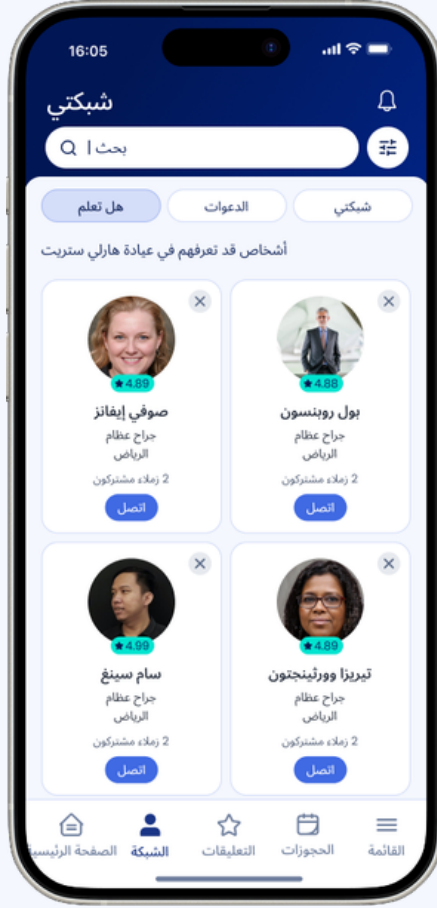 16:05
شبكتي
بحث |
شبكتي
الدعوات
هل تعلم
أشخاص قد تعرفهم في عيادة هارلي ستريت
4.88
بول روبنسون
جراح عظام
الرياض
2 زملاء مشتركون
اتصل
4.89
صوفي إيفانز
جراح عظام
الرياض
2 زملاء مشتركون
اتصل
4.89
تيريزا وورثينجتون
جراح عظام
الرياض
2 زملاء مشتركون
اتصل
4.99
سام سينغ
جراح عظام
الرياض
2 زملاء مشتركون
اتصل
القائمة
الحجوزات
التعليقات
الشبكة
الصفحة الرئيسية